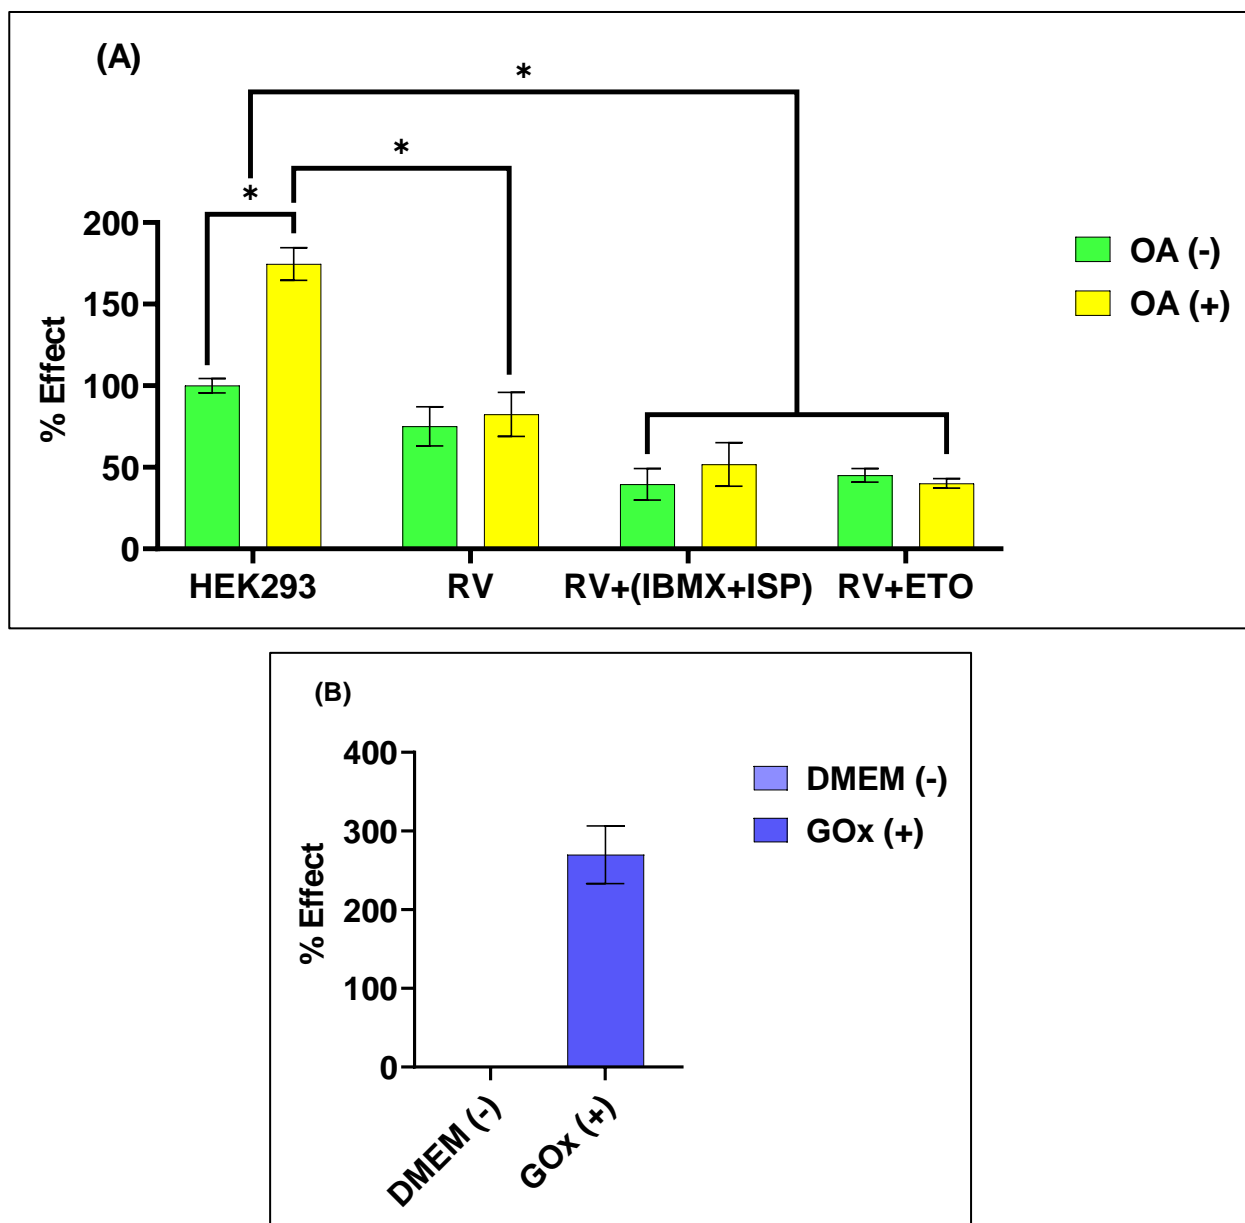 (A)
*
*
*
200
150
100
50
0
% Effect
HEK293 RV RV+(IBMX+ISP) RV+ETO
OA (-)
OA (+)
(B)
400
300
200
100
0
% Effect
DMEM (-)
GOx (+)
DMEM (-)
GOx (+)